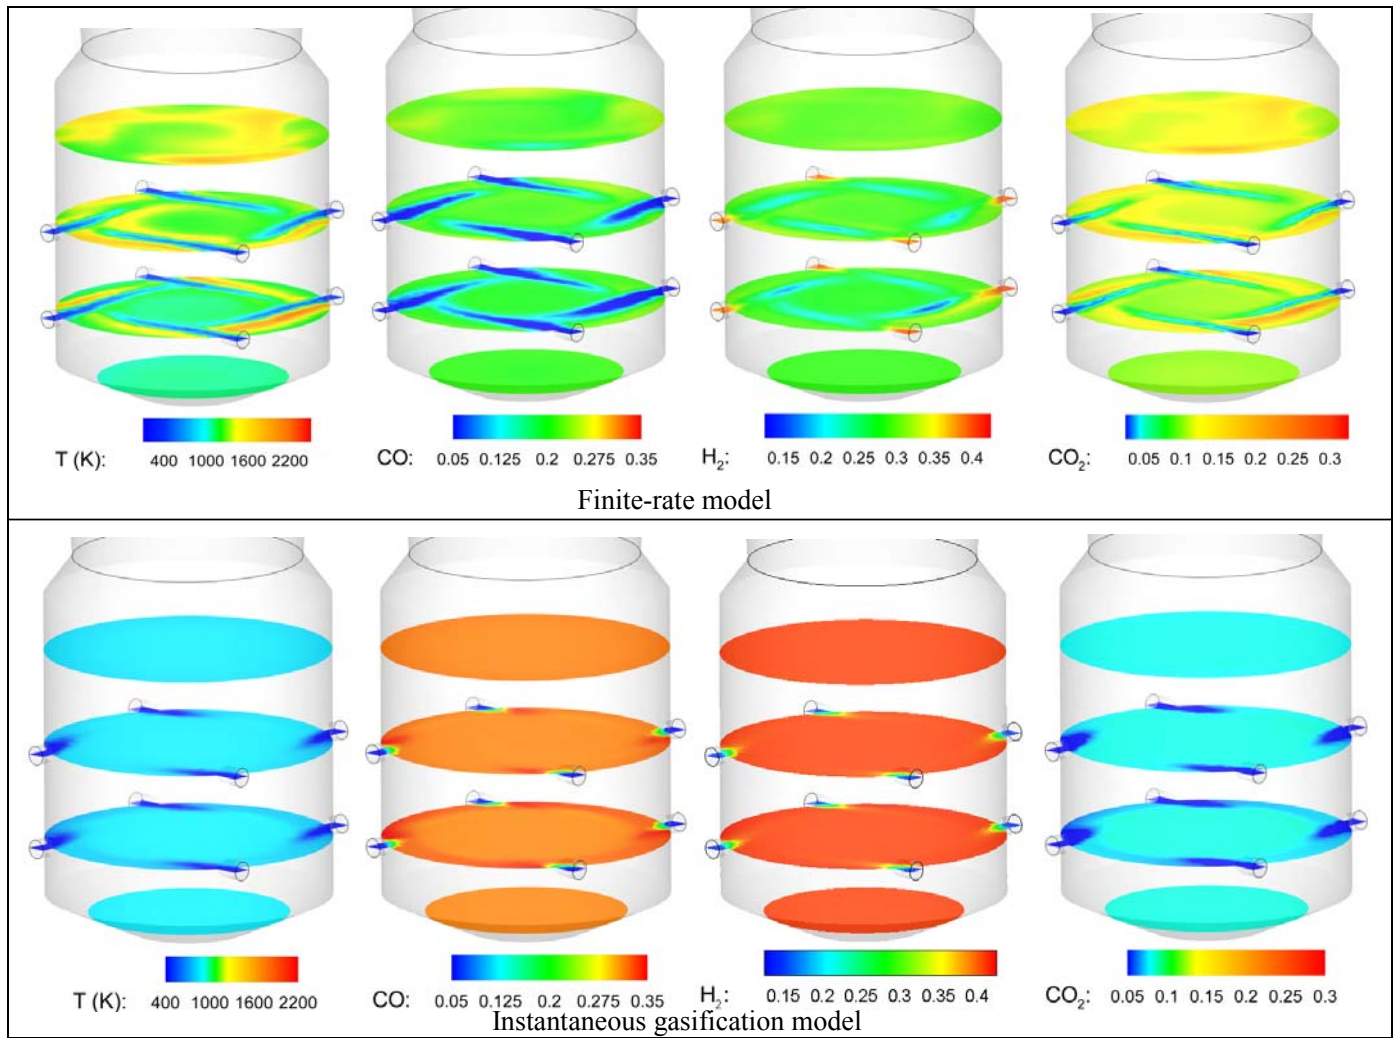 T (K): 400 1000 1600 2200
CO: 0.05 0.125 0.2 0.275 0.35
H₂: 0.15 0.2 0.25 0.3 0.35 0.4
CO₂: 0.05 0.1 0.15 0.2 0.25 0.3
Finite-rate model
T (K): 400 1000 1600 2200
CO: 0.05 0.125 0.2 0.275 0.35
H₂: 0.15 0.2 0.25 0.3 0.35 0.4
CO₂: 0.05 0.1 0.15 0.2 0.25 0.3
Instantaneous gasification model